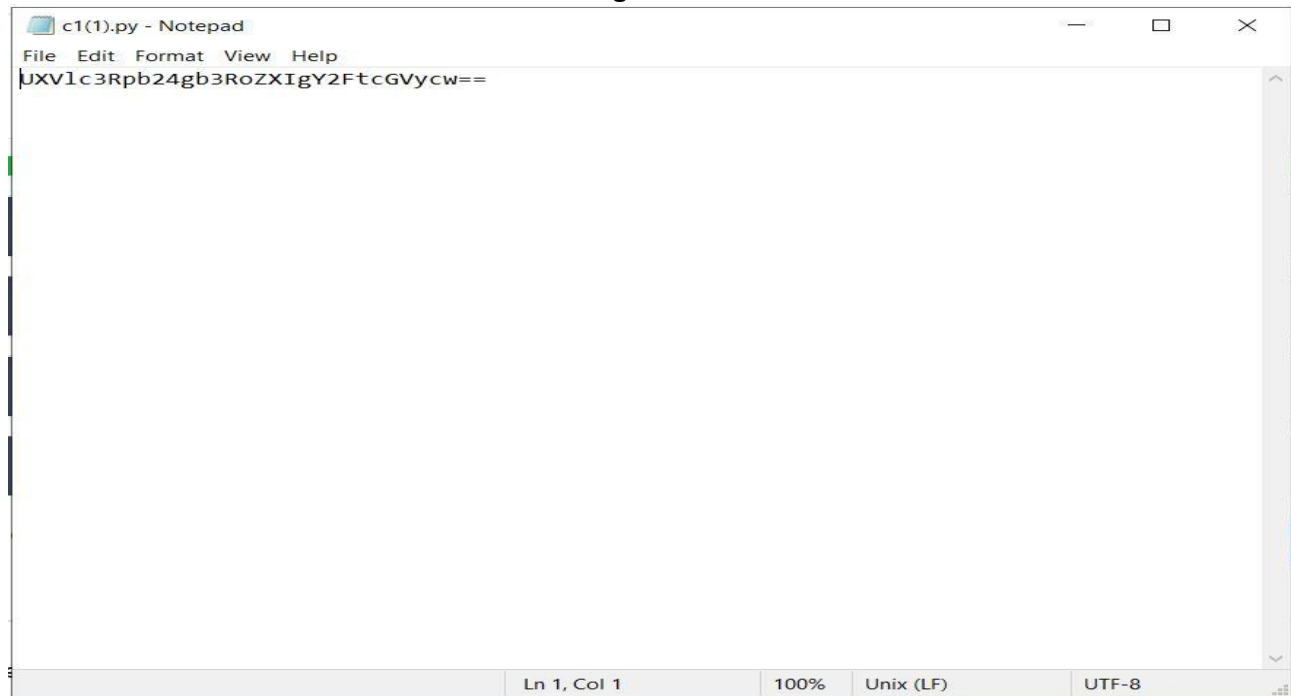 c1(1).py - Notepad
File Edit Format View Help
UXVlc3Rpb24gb3RoZXIgY2FtcGVycw==
Ln 1, Col 1 100% Unix (LF) UTF-8